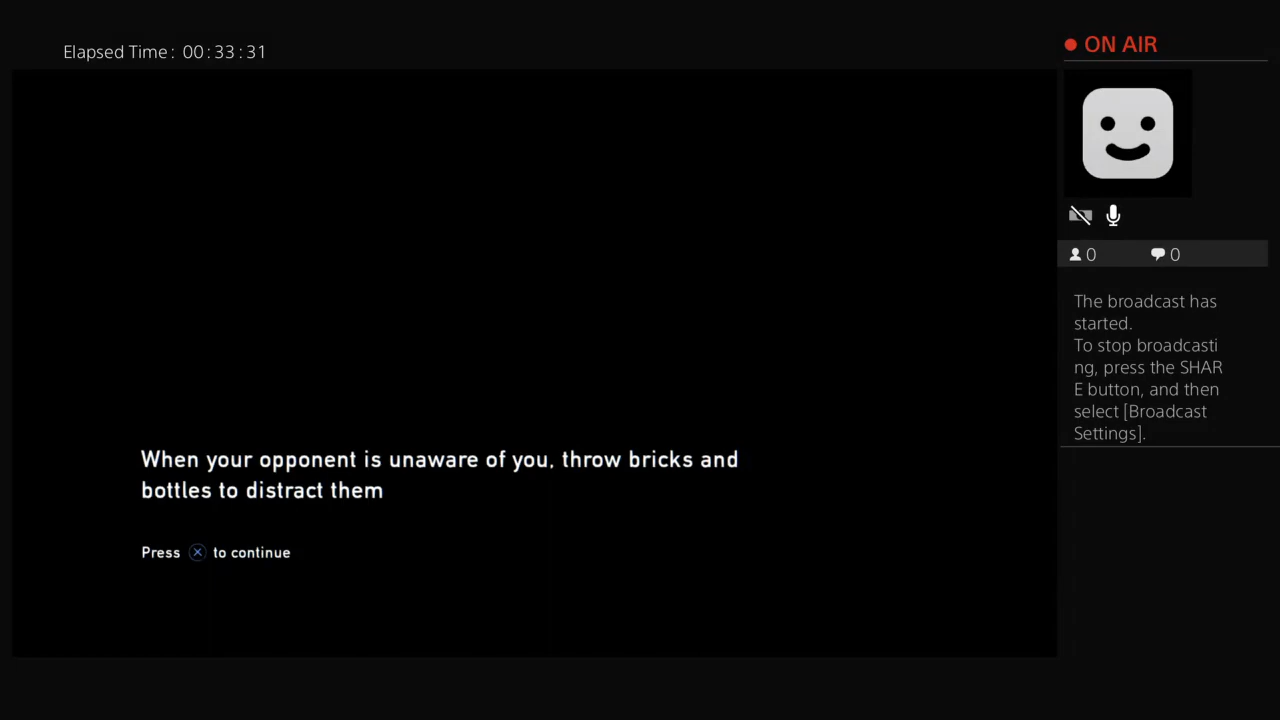 Elapsed Time: 00:33:31
ON AIR
0 0
The broadcast has
started.
To stop broadcasti
ng, press the SHAR
E button, and then
select [Broadcast
Settings].
When your opponent is unaware of you, throw bricks and
bottles to distract them
Press ⓧ to continue